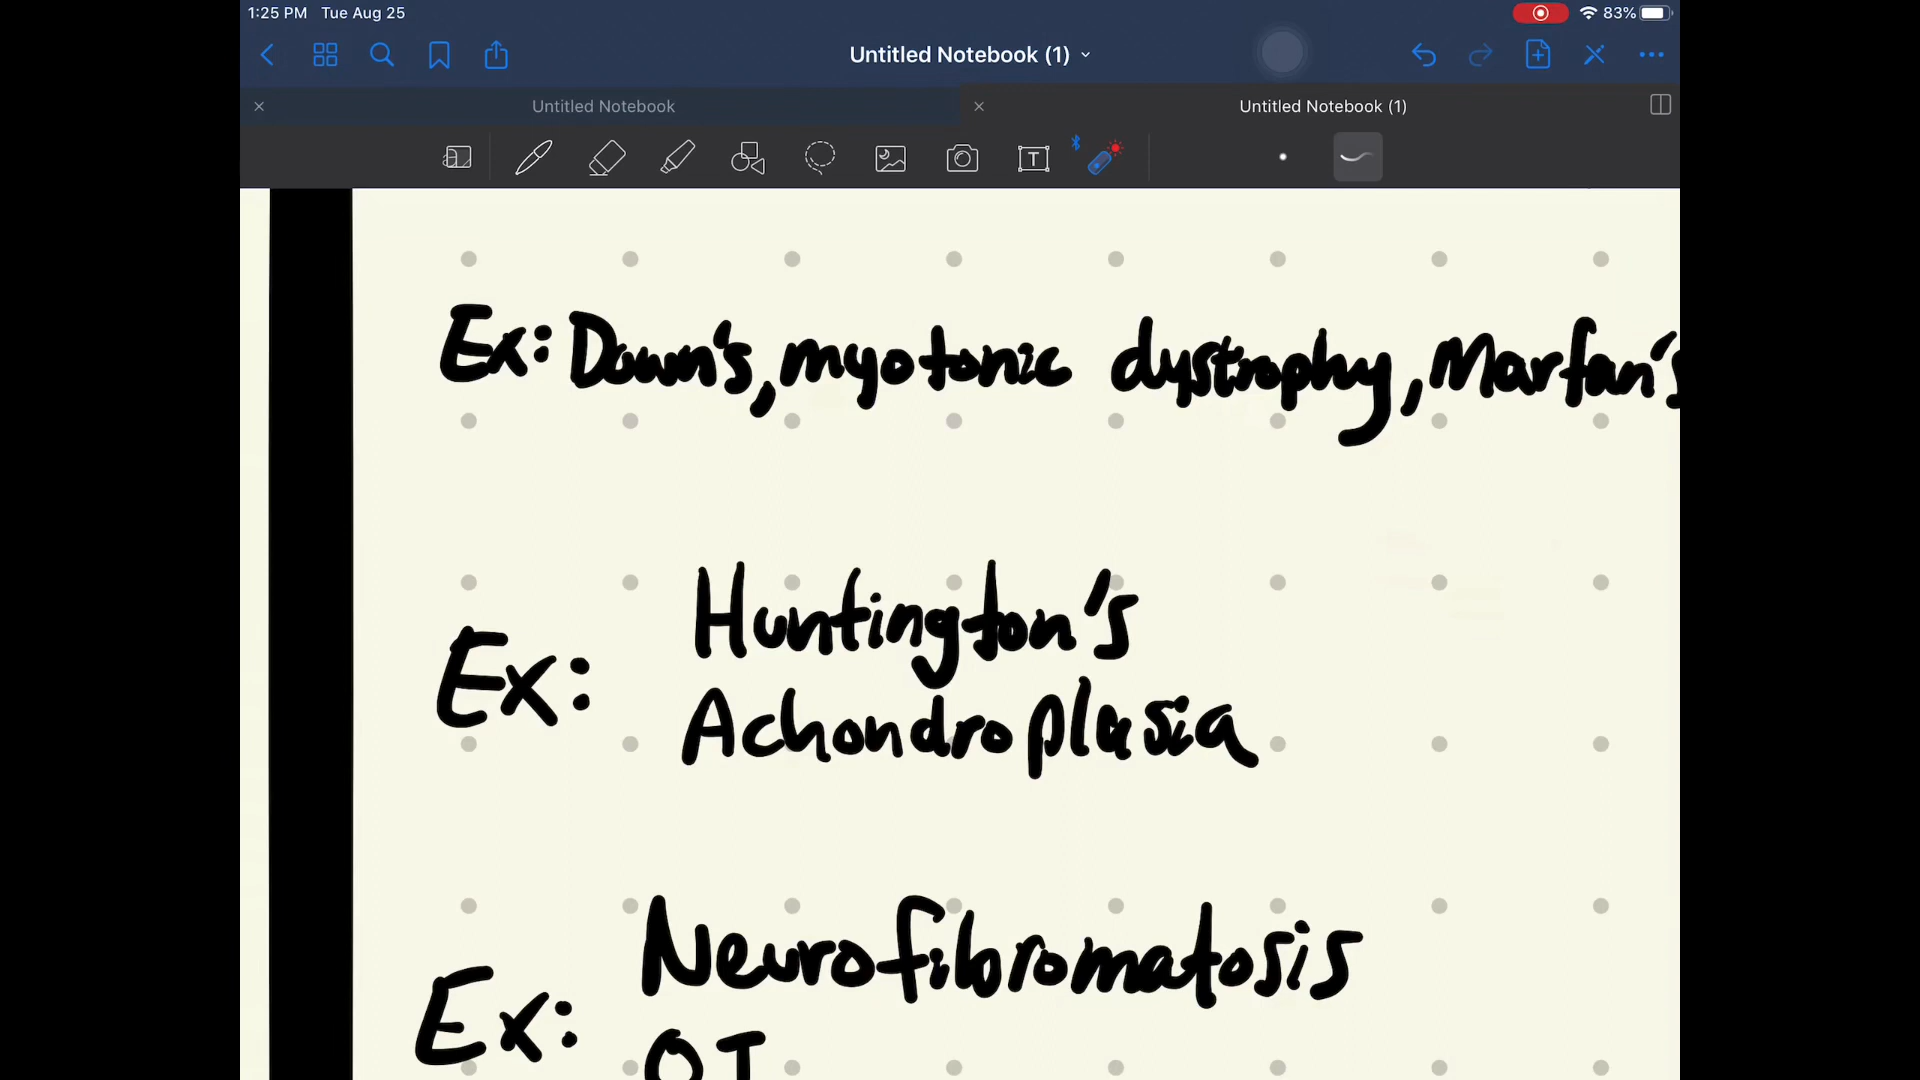 1:25 PM Tue Aug 25
83%
Untitled Notebook (1)
Untitled Notebook
Untitled Notebook (1)
T
Ex: Down's, myotonic dystrophy, Marfan's
Huntington's
Ex:
Achondroplasia
Neurofibromatosis
Ex:
OI